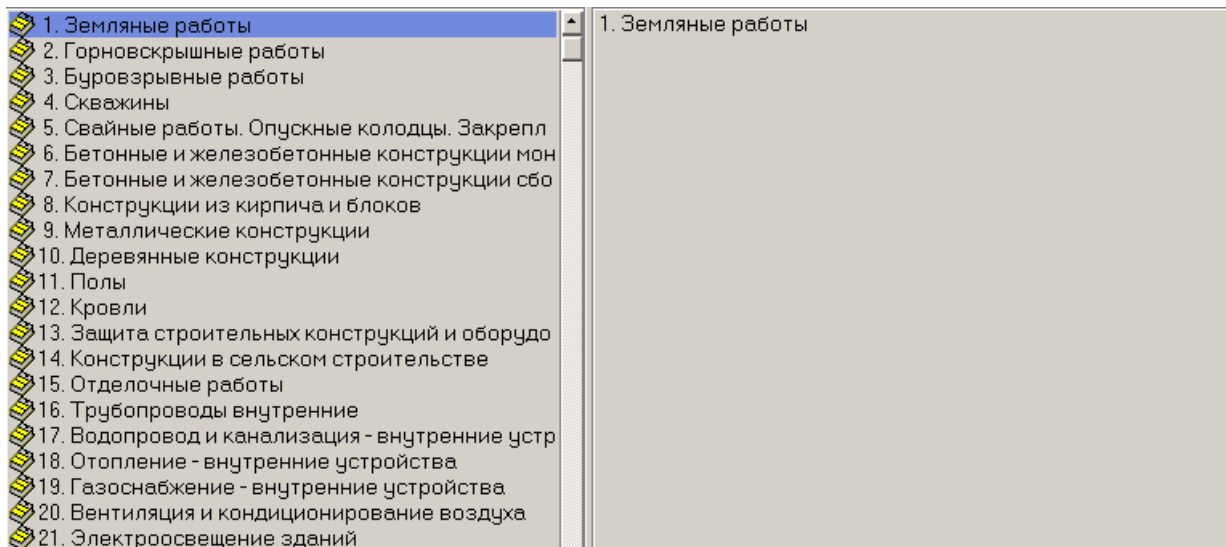 1. Земляные работы
2. Горновскрышные работы
3. Буровзрывные работы
4. Скважины
5. Свайные работы. Опускные колодцы. Закрепл
6. Бетонные и железобетонные конструкции мон
7. Бетонные и железобетонные конструкции сбо
8. Конструкции из кирпича и блоков
9. Металлические конструкции
10. Деревянные конструкции
11. Полы
12. Кровли
13. Защита строительных конструкций и оборудо
14. Конструкции в сельском строительстве
15. Отделочные работы
16. Трубопроводы внутренние
17. Водопровод и канализация - внутренние устр
18. Отопление - внутренние устройства
19. Газоснабжение - внутренние устройства
20. Вентиляция и кондиционирование воздуха
21. Электроосвещение зданий
1. Земляные работы